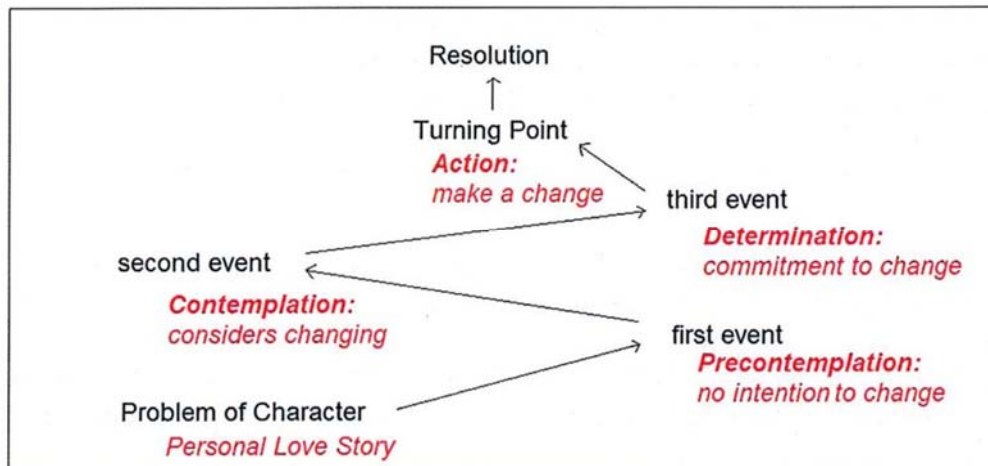 Resolution
Turning Point
Action:
make a change
third event
Determination:
commitment to change
second event
Contemplation:
considers changing
first event
Precontemplation:
no intention to change
Problem of Character
Personal Love Story